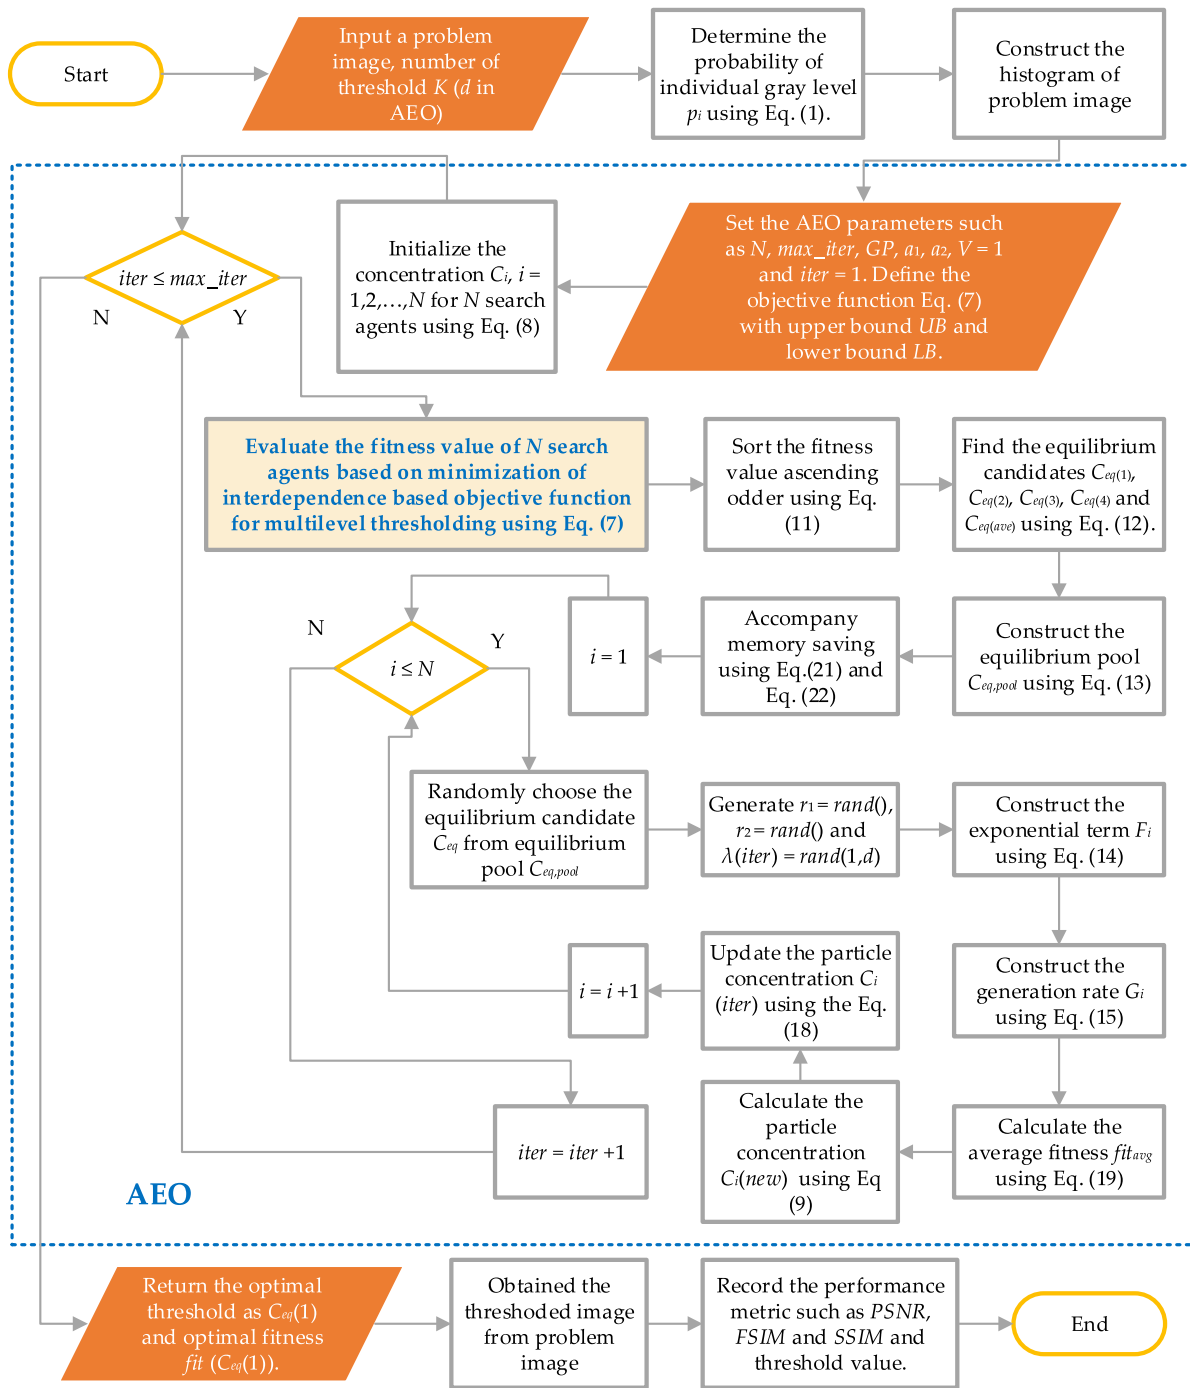 Start
Input a problem
image, number of
threshold K (d in
AEO)
Determine the
probability of
individual gray level
pi using Eq. (1).
Construct the
histogram of
problem image
Set the AEO parameters such
as N, max_iter, GP, a1, a2, V = 1
and iter = 1. Define the
objective function Eq. (7)
with upper bound UB and
lower bound LB.
Initialize the
concentration Ci, i =
1,2,…,N for N search
agents using Eq. (8)
iter ≤ max_iter
N
Y
Evaluate the fitness value of N search
agents based on minimization of
interdependence based objective function
for multilevel thresholding using Eq. (7)
Sort the fitness
value ascending
odder using Eq.
(11)
Find the equilibrium
candidates Ceq(1),
Ceq(2), Ceq(3), Ceq(4) and
Ceq(ave) using Eq. (12).
Construct the
equilibrium pool
Ceq,pool using Eq. (13)
Accompany
memory saving
using Eq.(21) and
Eq. (22)
i = 1
N
Y
i ≤ N
Randomly choose the
equilibrium candidate
Ceq from equilibrium
pool Ceq,pool
Generate r1 = rand(),
r2 = rand() and
λ(iter) = rand(1,d)
Construct the
exponential term Fi
using Eq. (14)
Construct the
generation rate Gi
using Eq. (15)
Calculate the
average fitness fitavg
using Eq. (19)
Calculate the
particle
concentration
Ci(new) using Eq
(9)
Update the particle
concentration Ci
(iter) using the Eq.
(18)
i = i +1
iter = iter +1
AEO
Return the optimal
threshold as Ceq(1)
and optimal fitness
fit (Ceq(1)).
Obtained the
threshoded image
from problem
image
Record the performance
metric such as PSNR,
FSIM and SSIM and
threshold value.
End